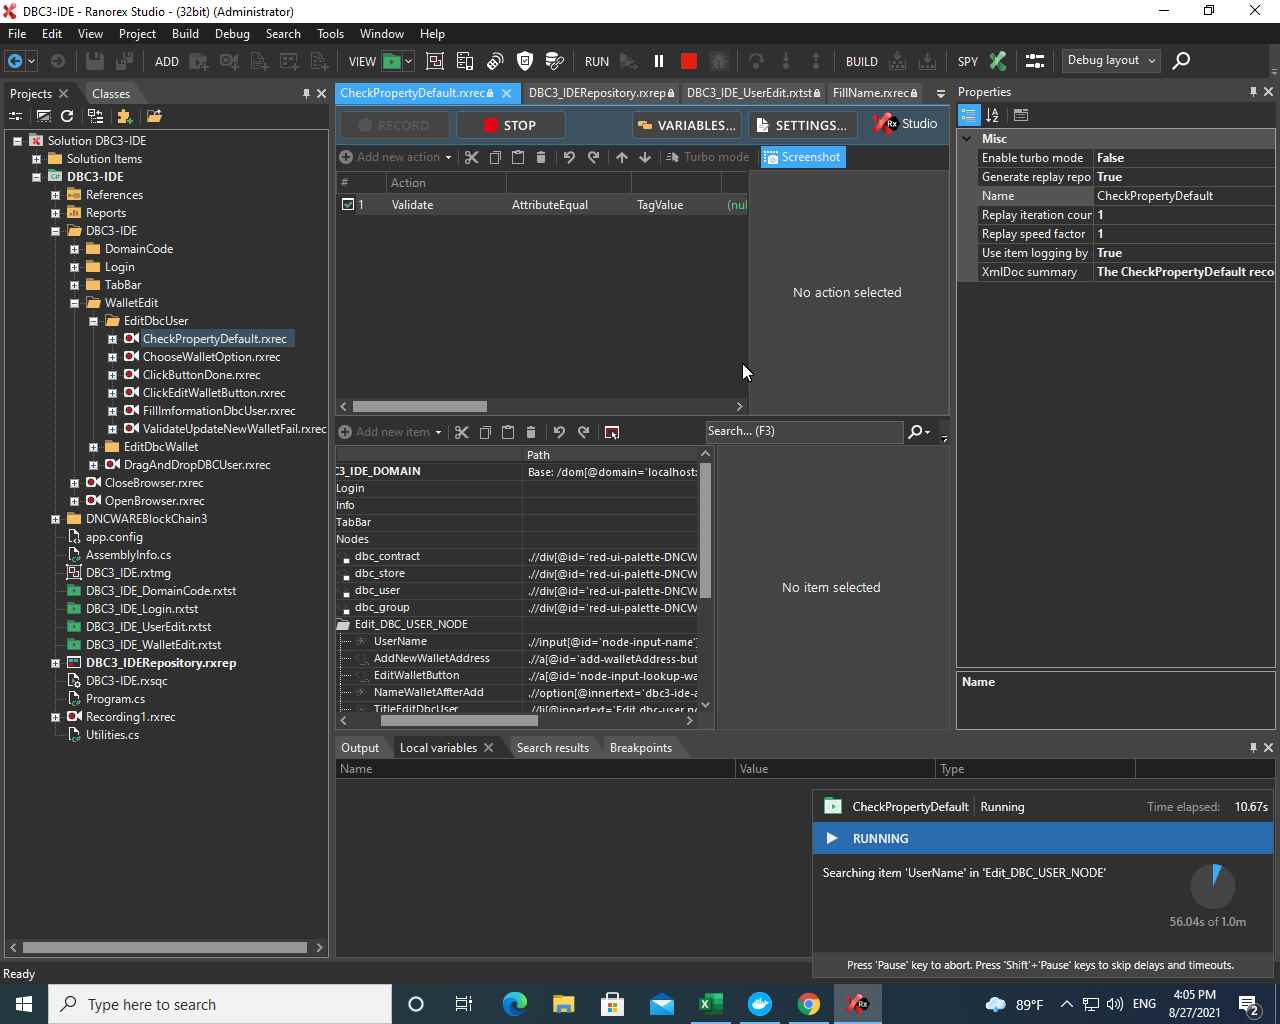 DBC3-IDE - Ranorex Studio - (32bit) (Administrator)
File Edit View Project Build Debug Search Tools Window Help
ADD VIEW RUN BUILD SPY Debug layout
Projects Classes
Solution DBC3-IDE
Solution Items
DBC3-IDE
References
Reports
DBC3-IDE
DomainCode
Login
TabBar
WalletEdit
EditDbcUser
CheckPropertyDefault.rxrec
ChooseWalletOption.rxrec
ClickButtonDone.rxrec
ClickEditWalletButton.rxrec
FillImformationDbcUser.rxrec
ValidateUpdateNewWalletFail.rxrec
EditDbcWallet
DragAndDropDBCUser.rxrec
CloseBrowser.rxrec
OpenBrowser.rxrec
DNCWAREBlockChain3
app.config
AssemblyInfo.cs
DBC3_IDE.rxtmg
DBC3_IDE_DomainCode.rxtst
DBC3_IDE_Login.rxtst
DBC3_IDE_UserEdit.rxtst
DBC3_IDE_WalletEdit.rxtst
DBC3_IDERepository.rxrep
DBC3-IDE.rxsqc
Program.cs
Recording1.rxrec
Utilities.cs
CheckPropertyDefault.rxrec DBC3_IDERepository.rxrep DBC3_IDE_UserEdit.rxtst FillName.rxrec
RECORD STOP VARIABLES... SETTINGS... Rx Studio
Add new action Turbo mode Screenshot
# Action
1 Validate AttributeEqual TagValue (nul
No action selected
Add new item Search... (F3)
Path
C3_IDE_DOMAIN Base: /dom[@domain='localhost:
Login
Info
TabBar
Nodes
dbc_contract .//div[@id='red-ui-palette-DNCW
dbc_store .//div[@id='red-ui-palette-DNCW
dbc_user .//div[@id='red-ui-palette-DNCW
dbc_group .//div[@id='red-ui-palette-DNCW
Edit_DBC_USER_NODE
UserName .//input[@id='node-input-name']
AddNewWalletAddress .//a[@id='add-walletAddress-but
EditWalletButton .//a[@id='node-input-lookup-wa
NameWalletAffterAdd .//option[@innertext='dbc3-ide-a
TitleEditDbcUser .//li[@innertext='Edit dbc-user no
No item selected
Properties
Misc
Enable turbo mode False
Generate replay repo True
Name CheckPropertyDefault
Replay iteration cour 1
Replay speed factor 1
Use item logging by True
XmlDoc summary The CheckPropertyDefault reco
Name
Output Local variables Search results Breakpoints
Name Value Type
CheckPropertyDefault Running Time elapsed: 10.67s
RUNNING
Searching item 'UserName' in 'Edit_DBC_USER_NODE'
56.04s of 1.0m
Press 'Pause' key to abort. Press 'Shift'+'Pause' keys to skip delays and timeouts.
Ready
Type here to search 89°F ENG 4:05 PM
8/27/2021
2